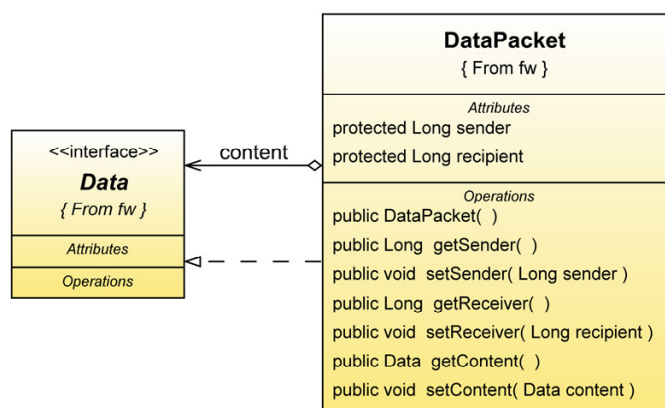 <<interface>>
Data
{ From fw }
Attributes
Operations
content
DataPacket
{ From fw }
Attributes
protected Long sender
protected Long recipient
Operations
public DataPacket( )
public Long getSender( )
public void setSender( Long sender )
public Long getReceiver( )
public void setReceiver( Long recipient )
public Data getContent( )
public void setContent( Data content )